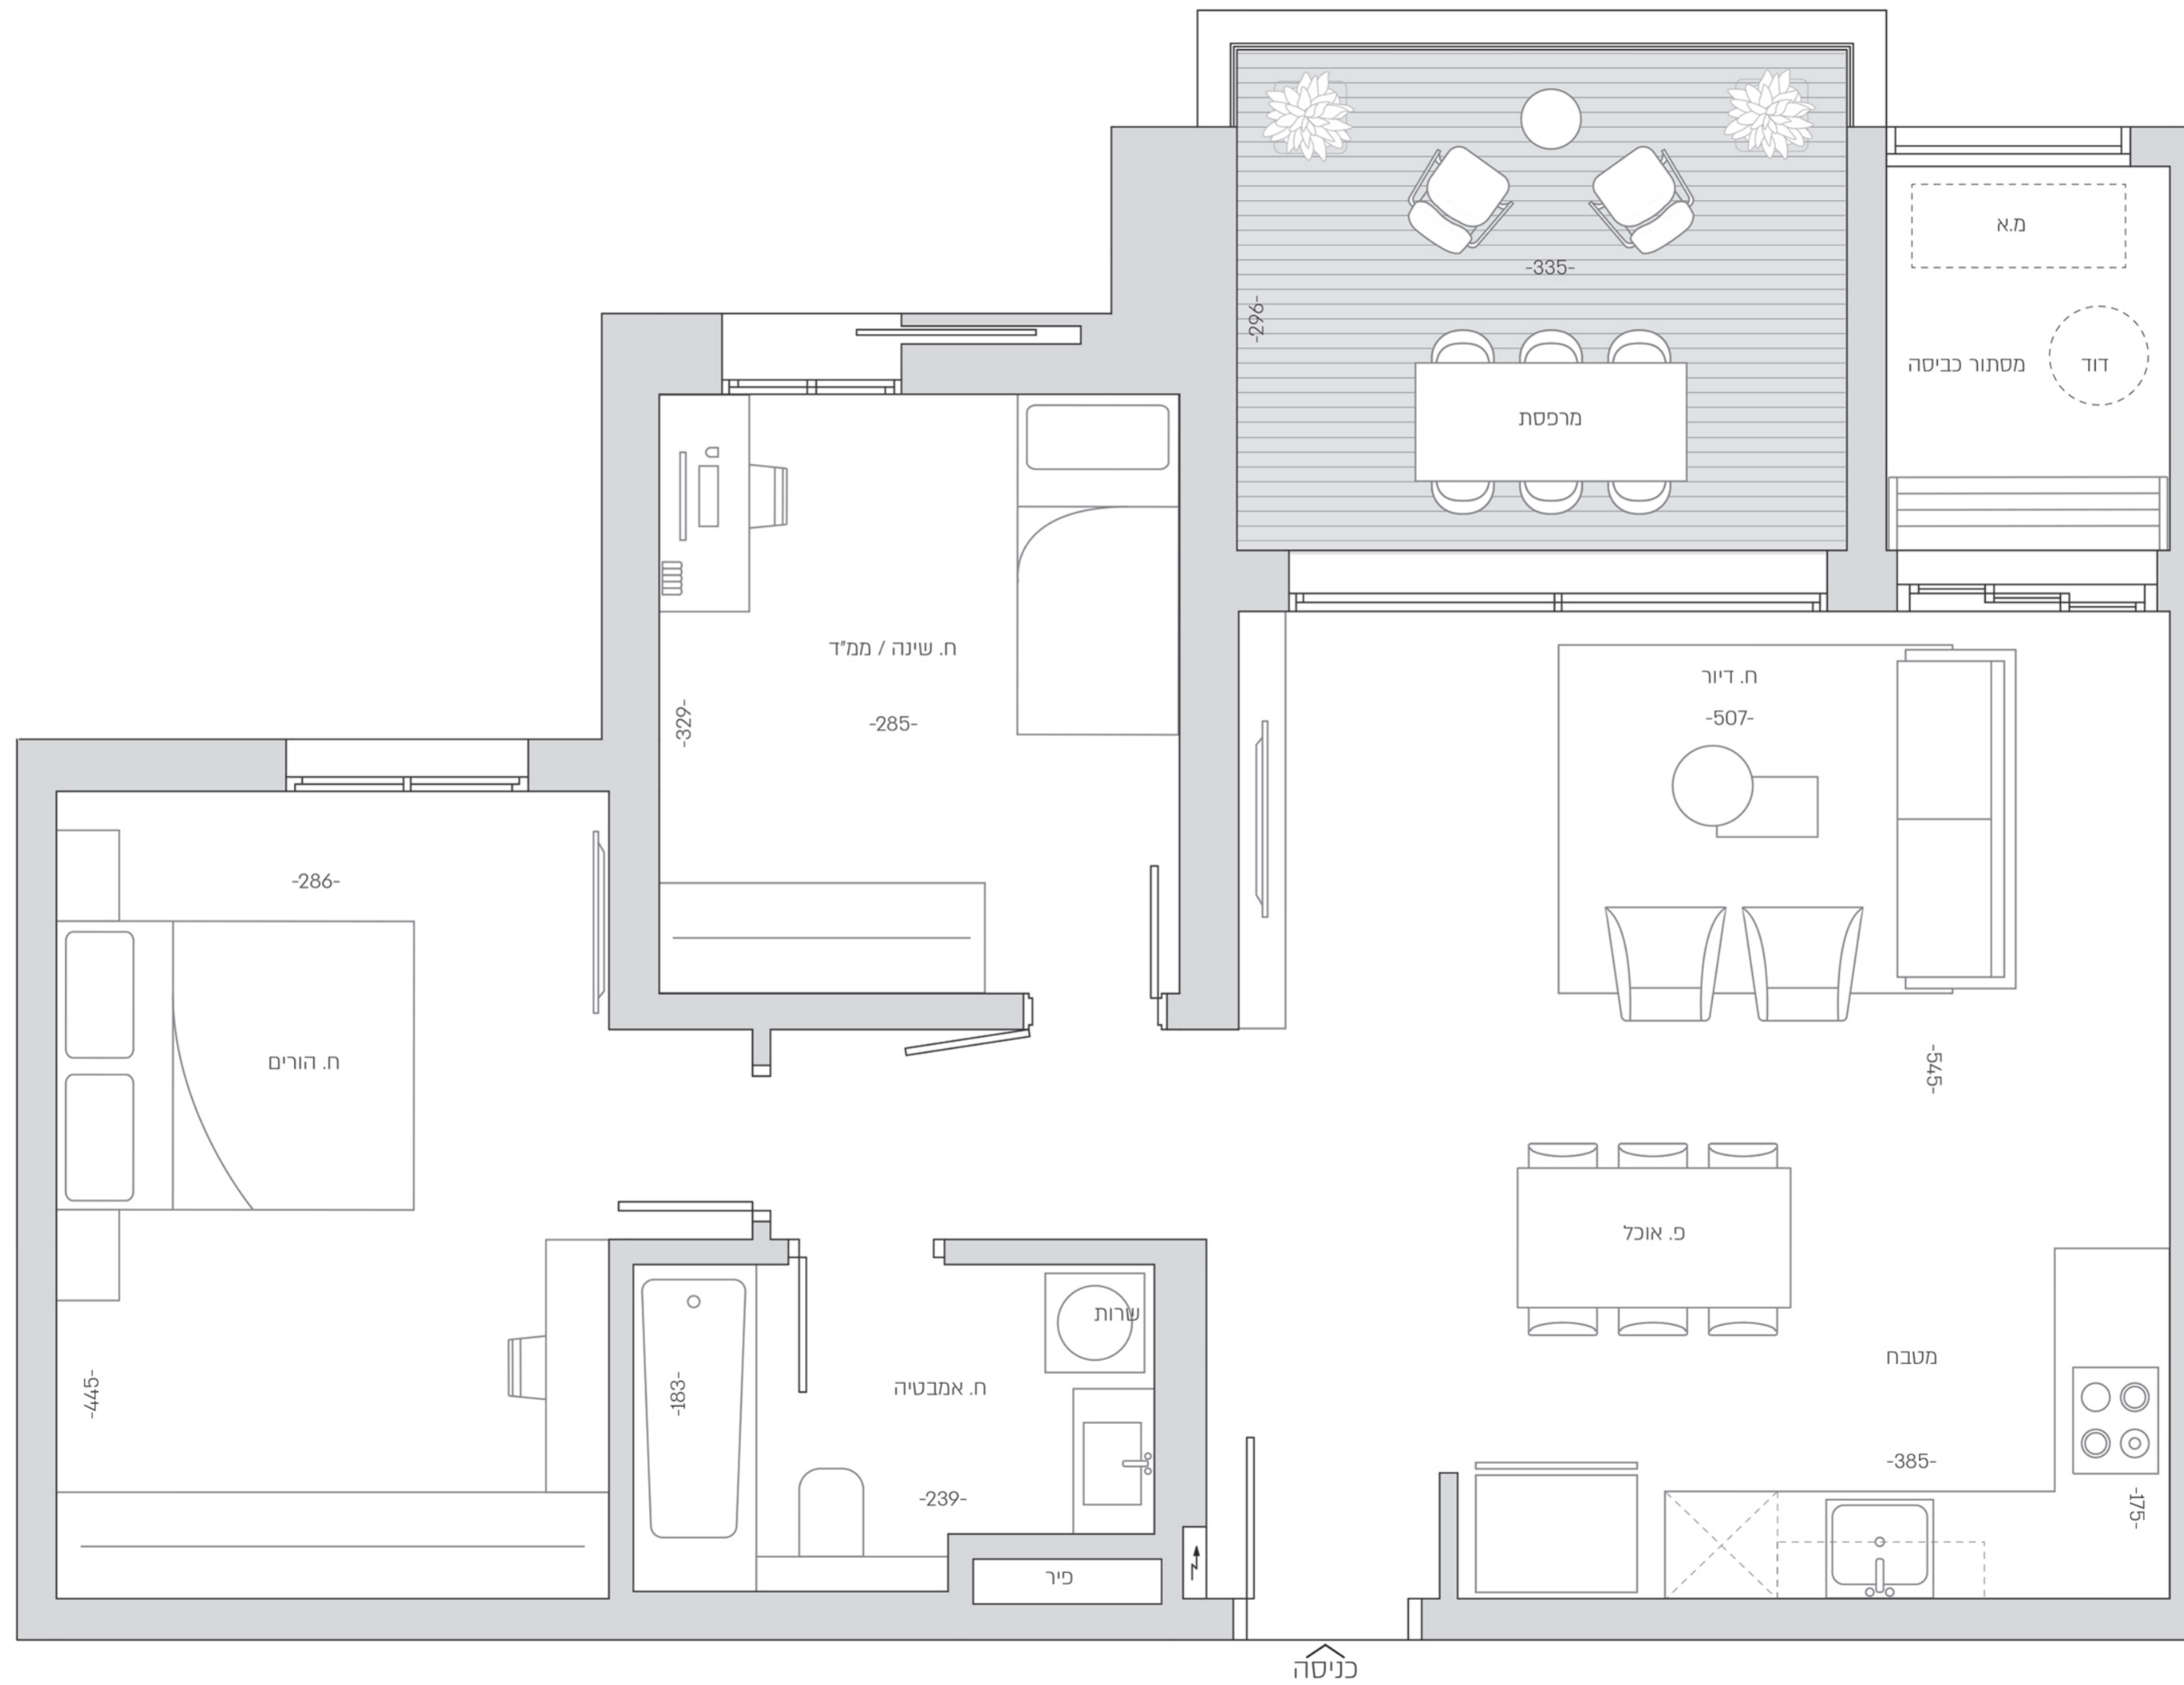 מ.א
-335-
-296-
מסתור כביסה
דוד
מרפסת
ח. שינה / ממ"ד
-329-
-285-
ח. דיור
-507-
-286-
ח. הורים
-545-
פ. אוכל
שרות
מטבח
-445-
-183-
ח. אמבטיה
-385-
-239-
-175-
פיר
כניסה